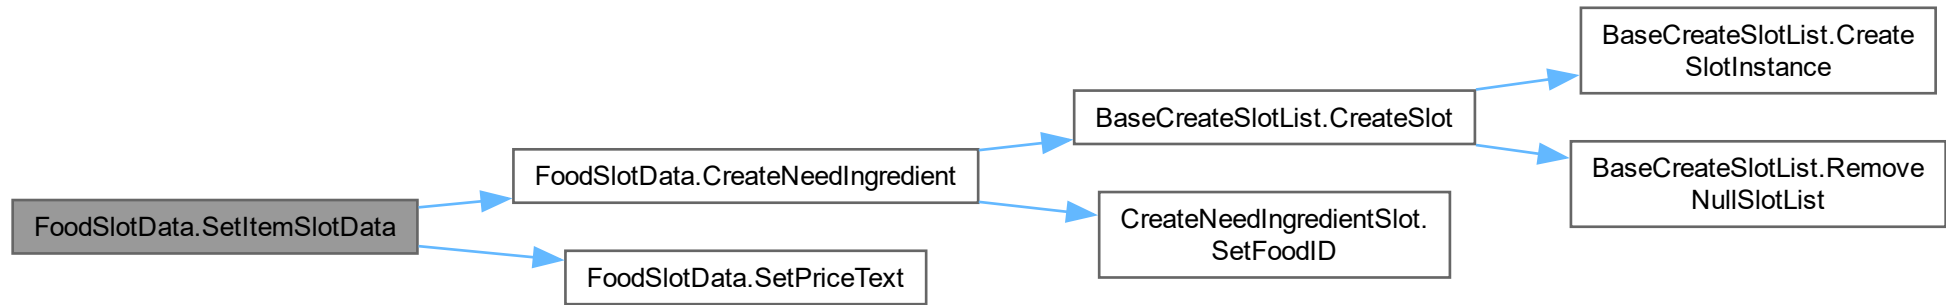 FoodSlotData.SetItemSlotData
FoodSlotData.CreateNeedIngredient
FoodSlotData.SetPriceText
BaseCreateSlotList.CreateSlot
CreateNeedIngredientSlot.
SetFoodID
BaseCreateSlotList.Create
SlotInstance
BaseCreateSlotList.Remove
NullSlotList